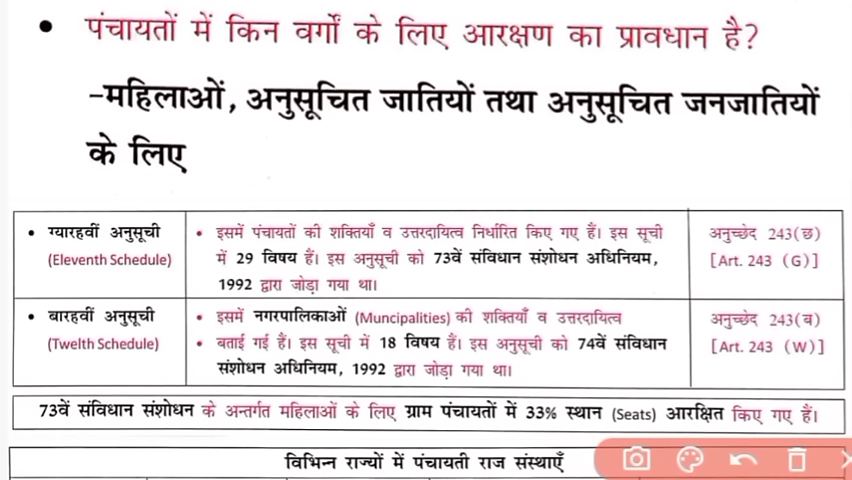 • पंचायतों में किन वर्गों के लिए आरक्षण का प्रावधान है?
–महिलाओं, अनुसूचित जातियों तथा अनुसूचित जनजातियों
के लिए
• ग्यारहवीं अनुसूची
(Eleventh Schedule)
• इसमें पंचायतों की शक्तियाँ व उत्तरदायित्व निर्धारित किए गए हैं। इस सूची
में 29 विषय हैं। इस अनुसूची को 73वें संविधान संशोधन अधिनियम,
1992 द्वारा जोड़ा गया था।
अनुच्छेद 243(छ)
[Art. 243 (G)]
• बारहवीं अनुसूची
(Twelth Schedule)
• इसमें नगरपालिकाओं (Muncipalities) की शक्तियाँ व उत्तरदायित्व
• बताई गई हैं। इस सूची में 18 विषय हैं। इस अनुसूची को 74वें संविधान
संशोधन अधिनियम, 1992 द्वारा जोड़ा गया था।
अनुच्छेद 243(ब)
[Art. 243 (W)]
73वें संविधान संशोधन के अन्तर्गत महिलाओं के लिए ग्राम पंचायतों में 33% स्थान (Seats) आरक्षित किए गए हैं।
विभिन्न राज्यों में पंचायती राज संस्थाएँ